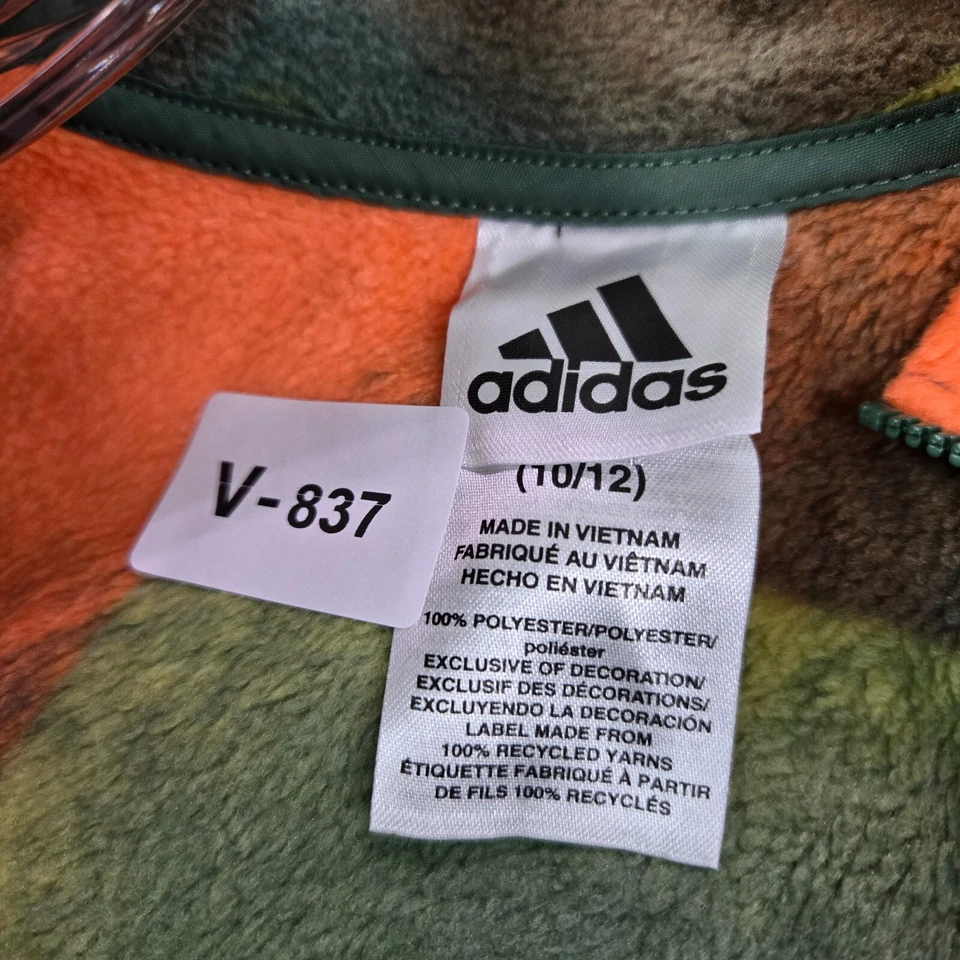 adidas
V-837
(10/12)
MADE IN VIETNAM
FABRIQUÉ AU VIÊTNAM
HECHO EN VIETNAM
100% POLYESTER/POLYESTER/
poliéster
EXCLUSIVE OF DECORATION/
EXCLUSIF DES DÉCORATIONS/
EXCLUYENDO LA DECORACIÓN
LABEL MADE FROM
100% RECYCLED YARNS
ÉTIQUETTE FABRIQUÉ À PARTIR
DE FILS 100% RECYCLÉS